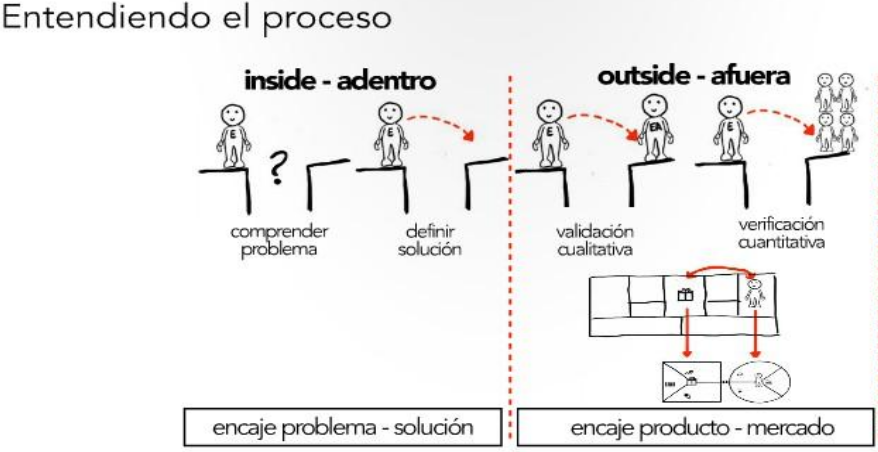 Entendiendo el proceso
inside - adentro
outside - afuera
E
?
E
E
EA
E
comprender
problema
definir
solución
validación
cualitativa
verificación
cuantitativa
encaje problema - solución
encaje producto - mercado